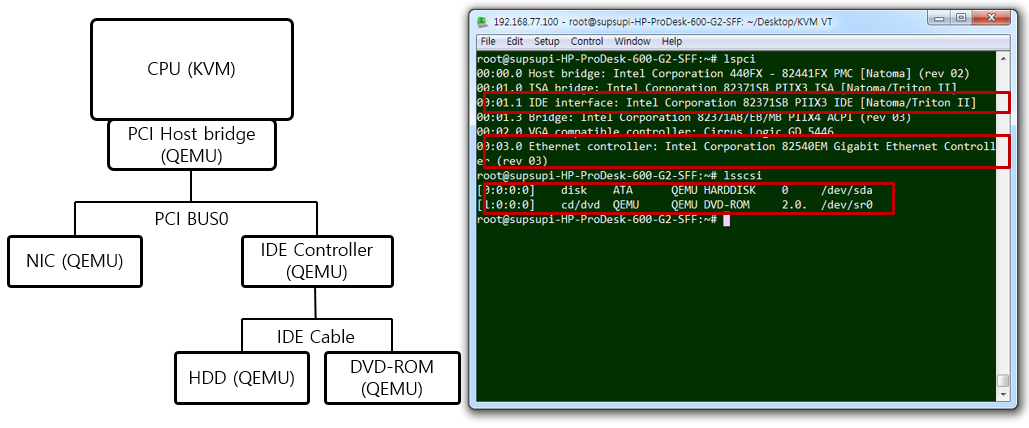 CPU (KVM)
PCI Host bridge
(QEMU)
PCI BUS0
NIC (QEMU)
IDE Controller
(QEMU)
IDE Cable
HDD (QEMU)
DVD-ROM
(QEMU)
192.168.77.100 - root@supsupi-HP-ProDesk-600-G2-SFF: ~/Desktop/KVM VT
File Edit Setup Control Window Help
root@supsupi-HP-ProDesk-600-G2-SFF:~# lspci
00:00.0 Host bridge: Intel Corporation 440FX - 82441FX PMC [Natoma] (rev 02)
00:01.0 ISA bridge: Intel Corporation 82371SB PIIX3 ISA [Natoma/Triton II]
00:01.1 IDE interface: Intel Corporation 82371SB PIIX3 IDE [Natoma/Triton II]
00:01.3 Bridge: Intel Corporation 82371AB/EB/MB PIIX4 ACPI (rev 03)
00:02.0 VGA compatible controller: Cirrus Logic GD 5446
00:03.0 Ethernet controller: Intel Corporation 82540EM Gigabit Ethernet Controll
er (rev 03)
root@supsupi-HP-ProDesk-600-G2-SFF:~# lsscsi
[0:0:0:0] disk ATA QEMU HARDDISK 0 /dev/sda
[1:0:0:0] cd/dvd QEMU QEMU DVD-ROM 2.0. /dev/sr0
root@supsupi-HP-ProDesk-600-G2-SFF:~#